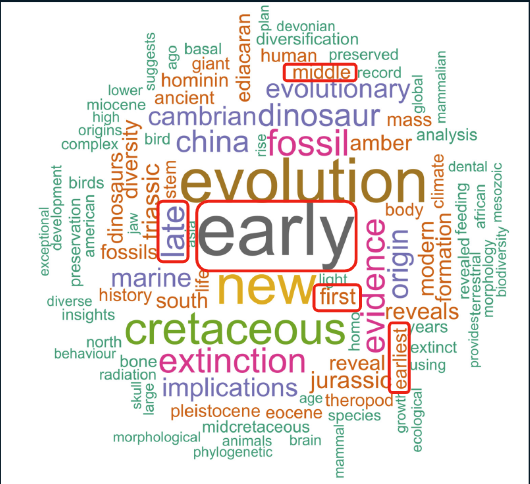 plan
devonian
diversification
suggests
ago
basal
giant
ediacaran
human
preserved
hominin
middle
record
lower
ancient
evolutionary
global
mammalian
miocene
high
cambrian
dinosaur
mass
origins
complex
diversity
bird
china
rise
fossil
amber
analysis
exceptional
development
birds
dinosaurs
triassic
stem
evolution
climate
dental
mesozoic
preservation
american
jaw
late
asia
early
body
modern
formation
feeding
african
fossils
evidence
origin
revealed
terrestrial
morphology
biodiversity
marine
life
new
light
first
history
south
reveals
provides
diverse
insights
cretaceous
homo
earliest
years
north
behaviour
bone
extinction
reveal
extinct
using
radiation
skull
large
implications
jurassic
age
theropod
growth
ecological
pleistocene
eocene
species
midcretaceous
morphological
animals
brain
mammal
phylogenetic